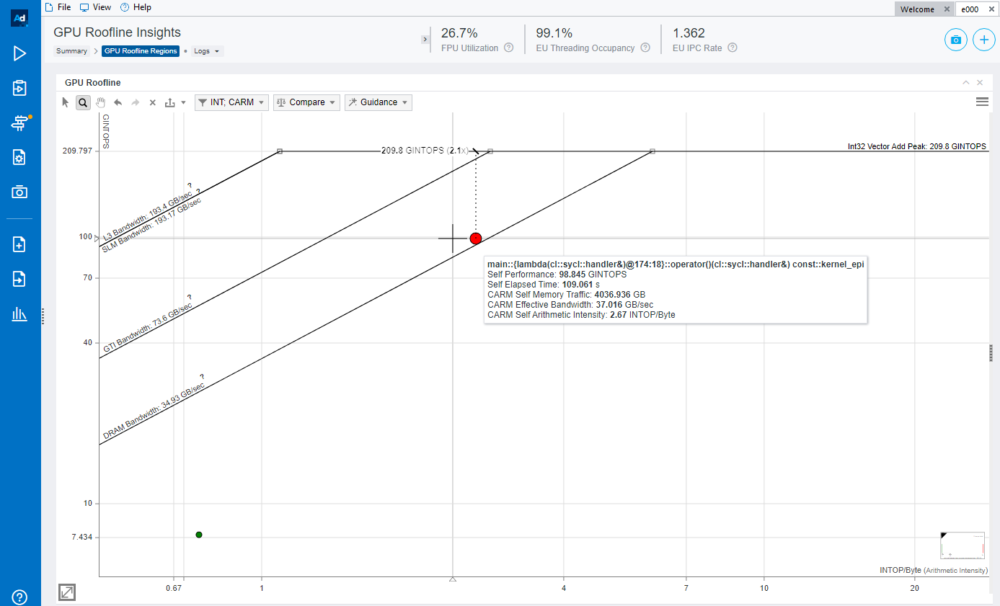 Ad
File View Help
Welcome
e000
GPU Roofline Insights
Summary
GPU Roofline Regions
Logs
26.7%
FPU Utilization
99.1%
EU Threading Occupancy
1.362
EU IPC Rate
GPU Roofline
INT; CARM
Compare
Guidance
GINTOPS
209.797
209.8 GINTOPS (2.1x)
Int32 Vector Add Peak: 209.8 GINTOPS
L3 Bandwidth: 193.4 GB/sec ?
SLM Bandwidth: 193.17 GB/sec ?
100
main::{lambda(cl::sycl::handler&)@174:18}::operator()(cl::sycl::handler&) const::kernel_epi
Self Performance: 98.845 GINTOPS
Self Elapsed Time: 109.061 s
CARM Self Memory Traffic: 4036.936 GB
CARM Effective Bandwidth: 37.016 GB/sec
CARM Self Arithmetic Intensity: 2.67 INTOP/Byte
70
GTI Bandwidth: 73.6 GB/sec ?
40
DRAM Bandwidth: 34.93 GB/sec ?
10
7.434
INTOP/Byte (Arithmetic Intensity)
0.67 1 4 7 10 20